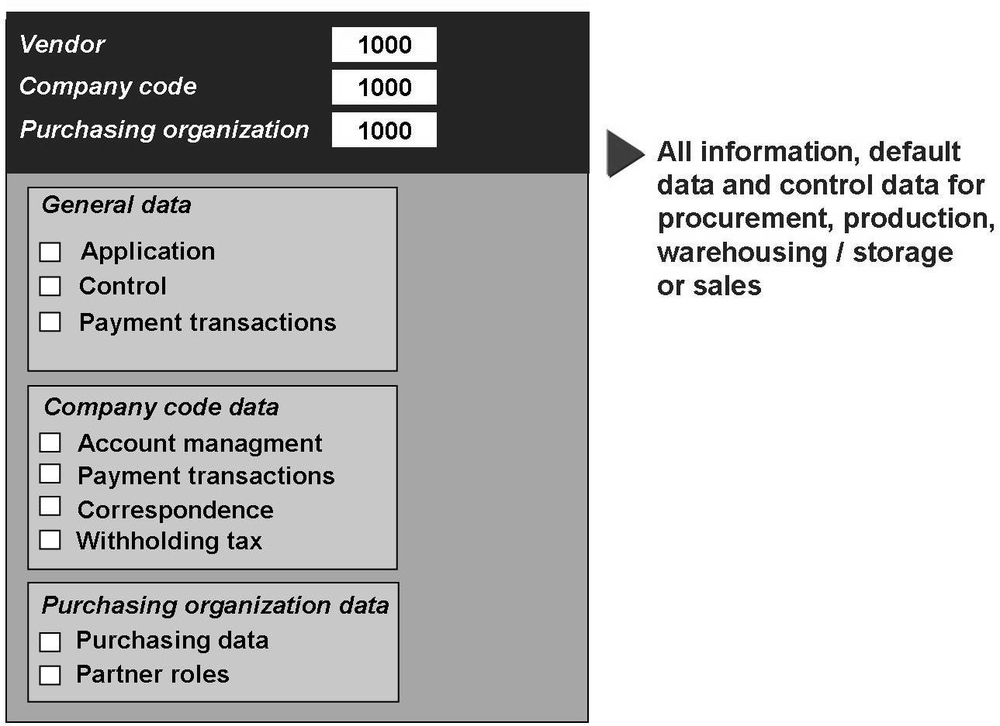 Vendor 1000
Company code 1000
Purchasing organization 1000
General data
Application
Control
Payment transactions
Company code data
Account managment
Payment transactions
Correspondence
Withholding tax
Purchasing organization data
Purchasing data
Partner roles
All information, default
data and control data for
procurement, production,
warehousing / storage
or sales